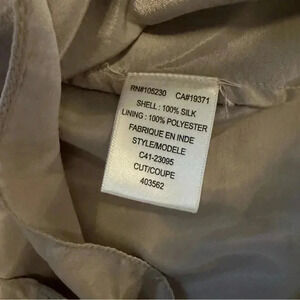 RN#105230 CA#19371
SHELL : 100% SILK
LINING : 100% POLYESTER
FABRIQUE EN INDE
STYLE/MODELE
C41-23095
CUT/COUPE
403562